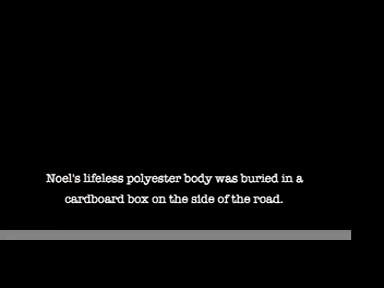 Noel's lifeless polyester body was buried in a
cardboard box on the side of the road.